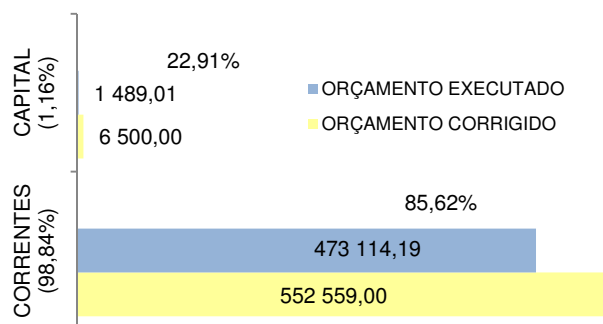 CAPITAL
(1,16%)
22,91%
1 489,01
6 500,00
ORÇAMENTO EXECUTADO
ORÇAMENTO CORRIGIDO
CORRENTES
(98,84%)
85,62%
473 114,19
552 559,00